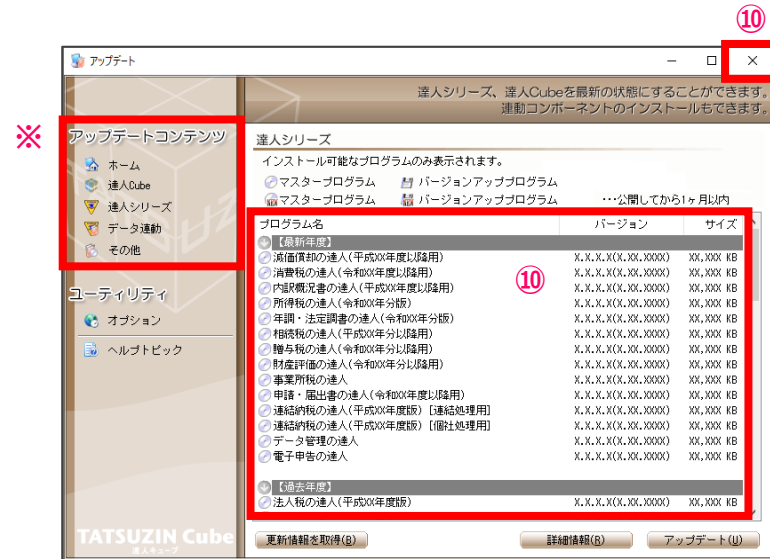 ⑩
アップデート
達人シリーズ、達人Cubeを最新の状態にすることができます。
連動コンポーネントのインストールもできます。
※
アップデートコンテンツ
ホーム
達人Cube
達人シリーズ
データ連動
その他
ユーティリティ
オプション
ヘルプトピック
TATSUZIN Cube
達人キューブ
達人シリーズ
インストール可能なプログラムのみ表示されます。
マスタープログラム バージョンアッププログラム
マスタープログラム バージョンアッププログラム ・・・公開してから1ヶ月以内
プログラム名 バージョン サイズ
【最新年度】
減価償却の達人(平成XX年度以降用) X.X.X.X(X.XX.XXXX) XX,XXX KB
消費税の達人(令和XX年度以降用) X.X.X.X(X.XX.XXXX) XX,XXX KB
内訳概況書の達人(平成XX年度以降用) X.X.X.X(X.XX.XXXX) XX,XXX KB
⑩
所得税の達人(令和XX年分版) X.X.X.X(X.XX.XXXX) XX,XXX KB
年調・法定調書の達人(令和XX年分版) X.X.X.X(X.XX.XXXX) XX,XXX KB
相続税の達人(平成XX年分以降用) X.X.X.X(X.XX.XXXX) XX,XXX KB
贈与税の達人(令和XX年分以降用) X.X.X.X(X.XX.XXXX) XX,XXX KB
財産評価の達人(令和XX年分以降用) X.X.X.X(X.XX.XXXX) XX,XXX KB
事業所税の達人 X.X.X.X(X.XX.XXXX) XX,XXX KB
申請・届出書の達人(令和XX年度以降用) X.X.X.X(X.XX.XXXX) XX,XXX KB
連結納税の達人(平成XX年度版) [連結処理用] X.X.X.X(X.XX.XXXX) XX,XXX KB
連結納税の達人(平成XX年度版) [個社処理用] X.X.X.X(X.XX.XXXX) XX,XXX KB
データ管理の達人 X.X.X.X(X.XX.XXXX) XX,XXX KB
電子申告の達人 X.X.X.X(X.XX.XXXX) XX,XXX KB
【過去年度】
法人税の達人(平成XX年度版) X.X.X.X(X.XX.XXXX) XX,XXX KB
更新情報を取得(B) 詳細情報(R) アップデート(U)